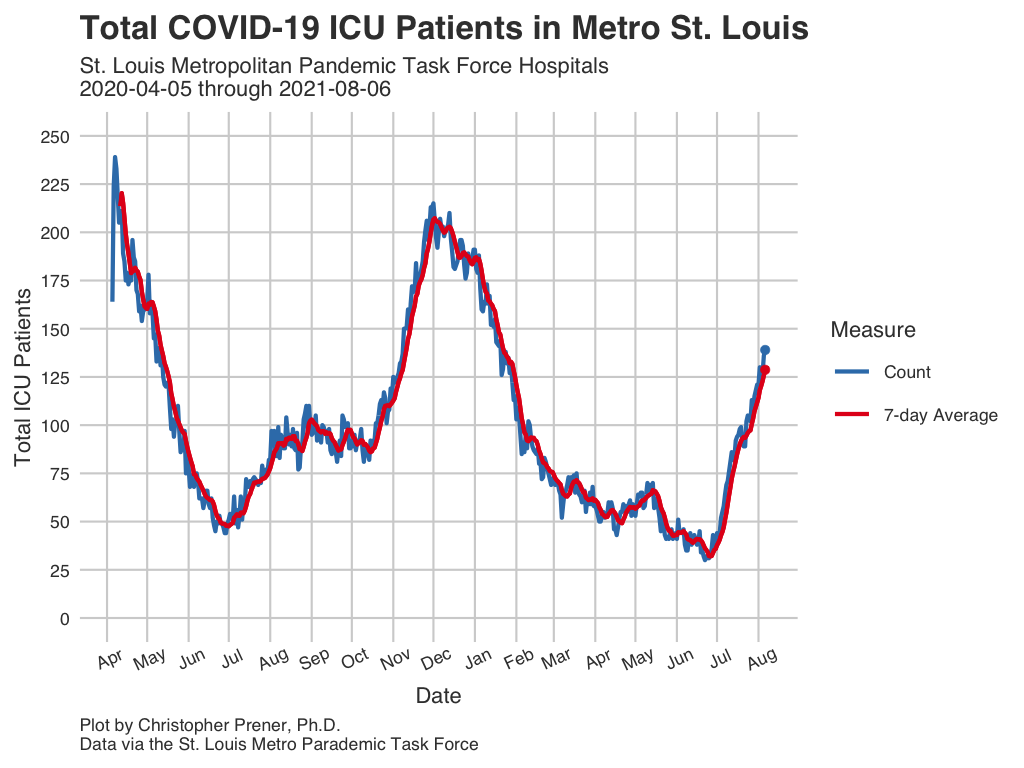 Total COVID-19 ICU Patients in Metro St. Louis
St. Louis Metropolitan Pandemic Task Force Hospitals
2020-04-05 through 2021-08-06
Total ICU Patients
250
225
200
175
150
125
100
75
50
25
0
Apr May Jun Jul Aug Sep Oct Nov Dec Jan Feb Mar Apr May Jun Jul Aug
Date
Measure
Count
7-day Average
Plot by Christopher Prener, Ph.D.
Data via the St. Louis Metro Parademic Task Force